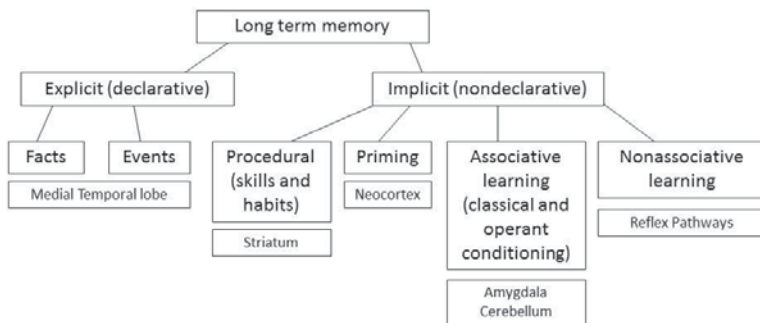 Long term memory
Explicit (declarative)
Implicit (nondeclarative)
Facts
Events
Medial Temporal lobe
Procedural
(skills and
habits)
Striatum
Priming
Neocortex
Associative
learning
(classical and
operant
conditioning)
Amygdala
Cerebellum
Nonassociative
learning
Reflex Pathways